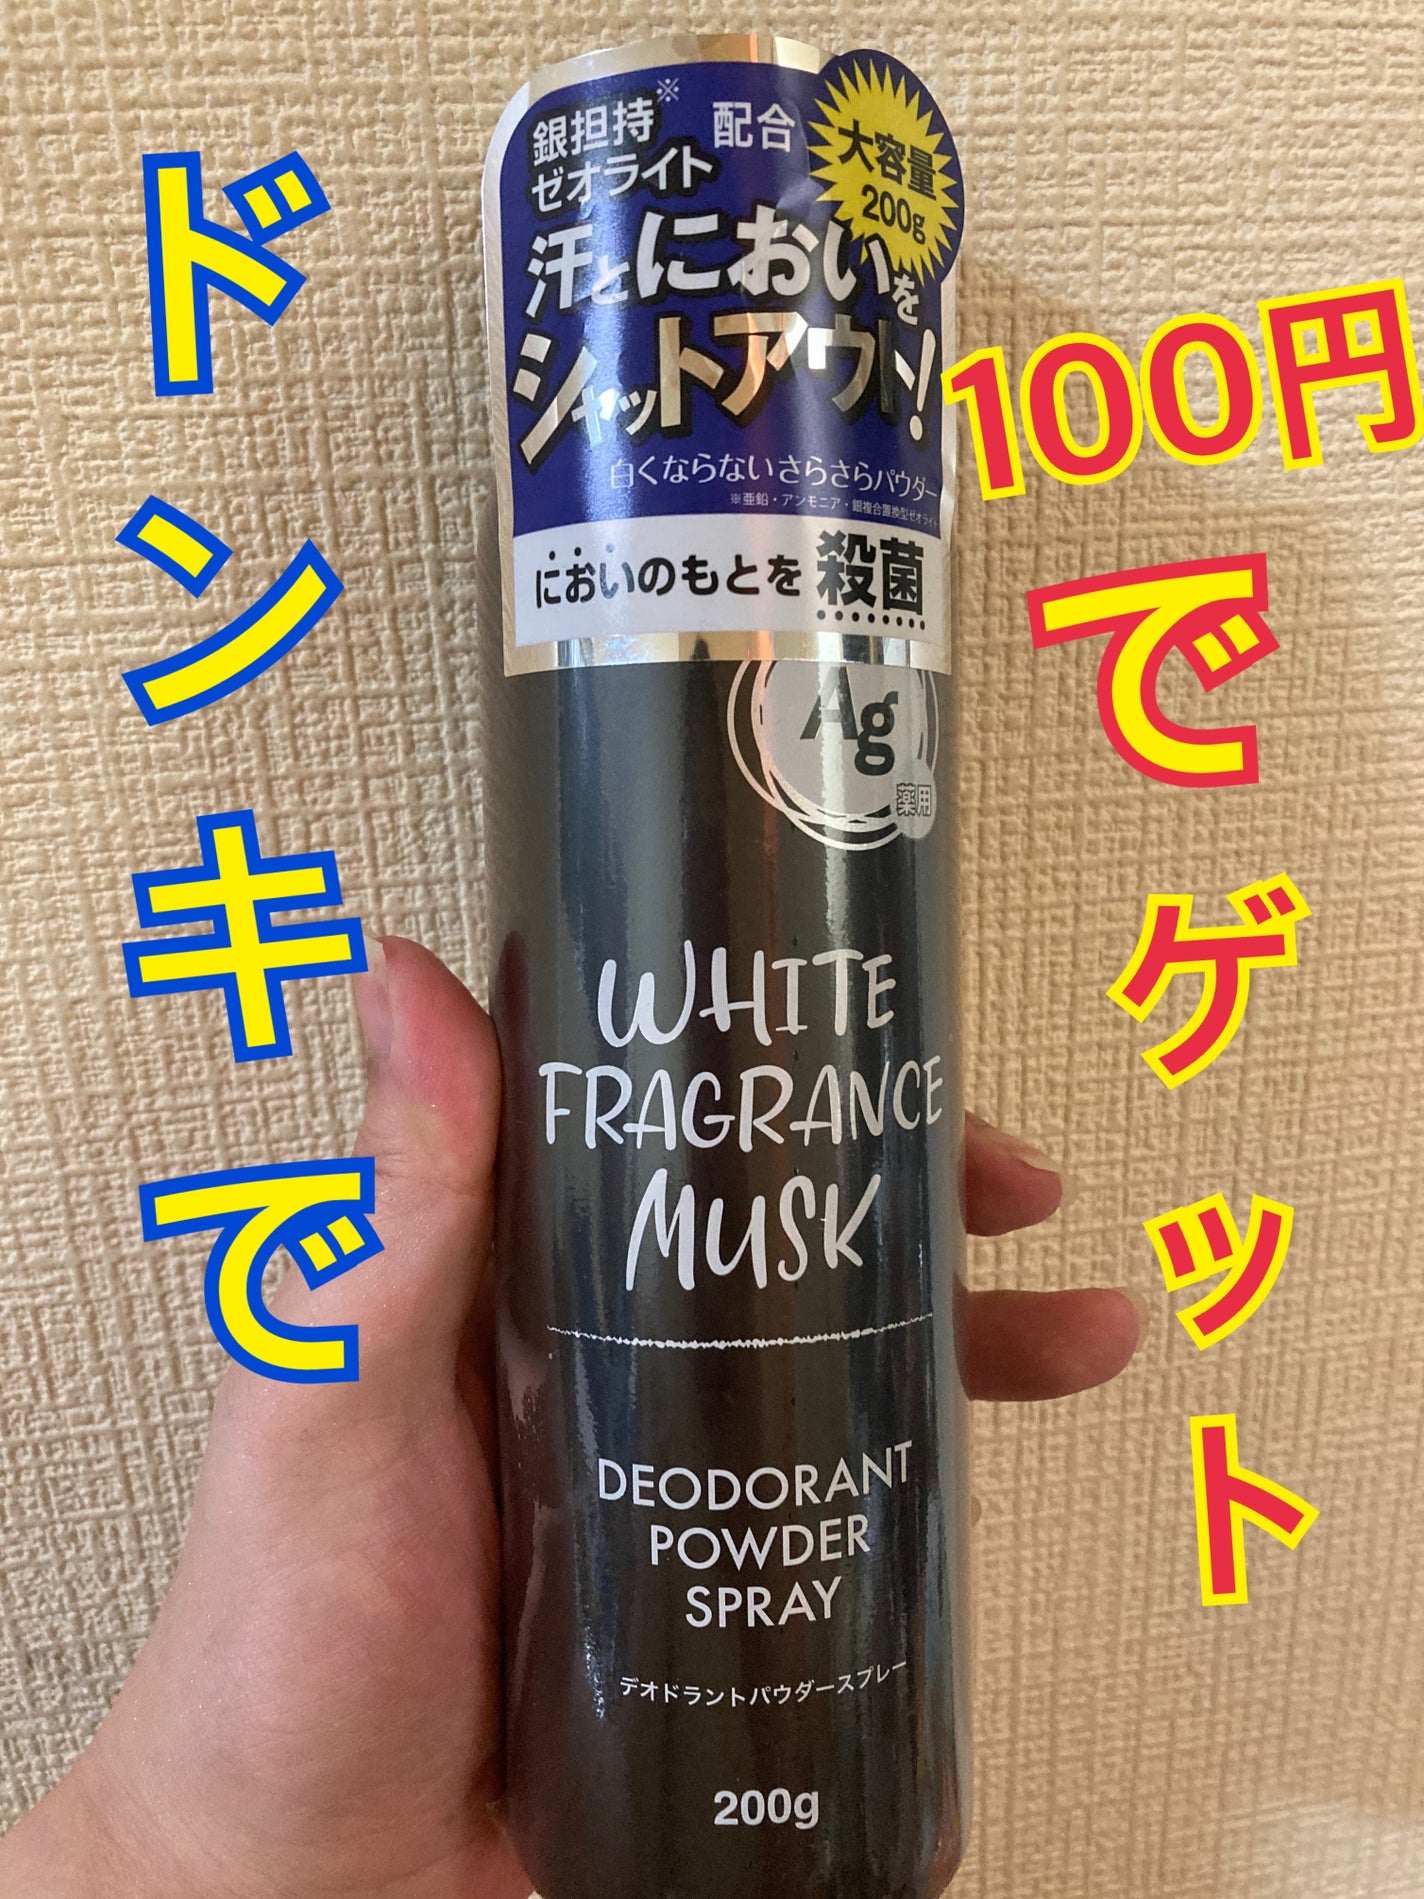 ドンキで
100円でゲット
銀担持※
ゼオライト 配合
大容量
200g
汗とにおいを
シャットアウト!
白くならないさらさらパウダー
※亜鉛・アンモニア・銀複合置換型ゼオライト
においのもとを殺菌
Ag
薬用
WHITE
FRAGRANCE
MUSK
DEODORANT
POWDER
SPRAY
デオドラントパウダースプレー
200g